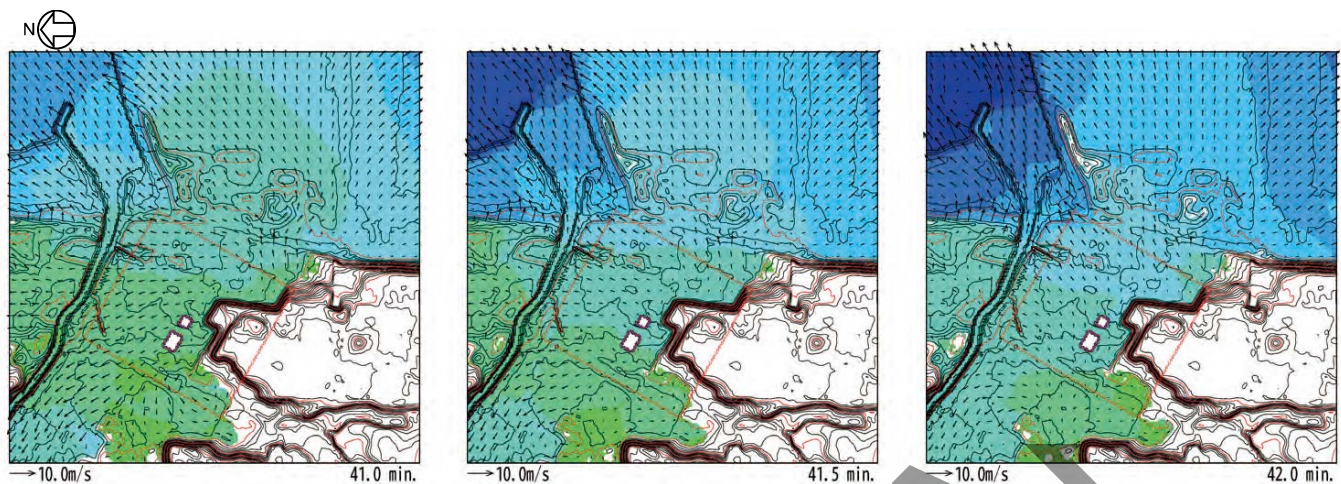 N
→10.0m/s 41.0 min.
→10.0m/s 41.5 min.
→10.0m/s 42.0 min.